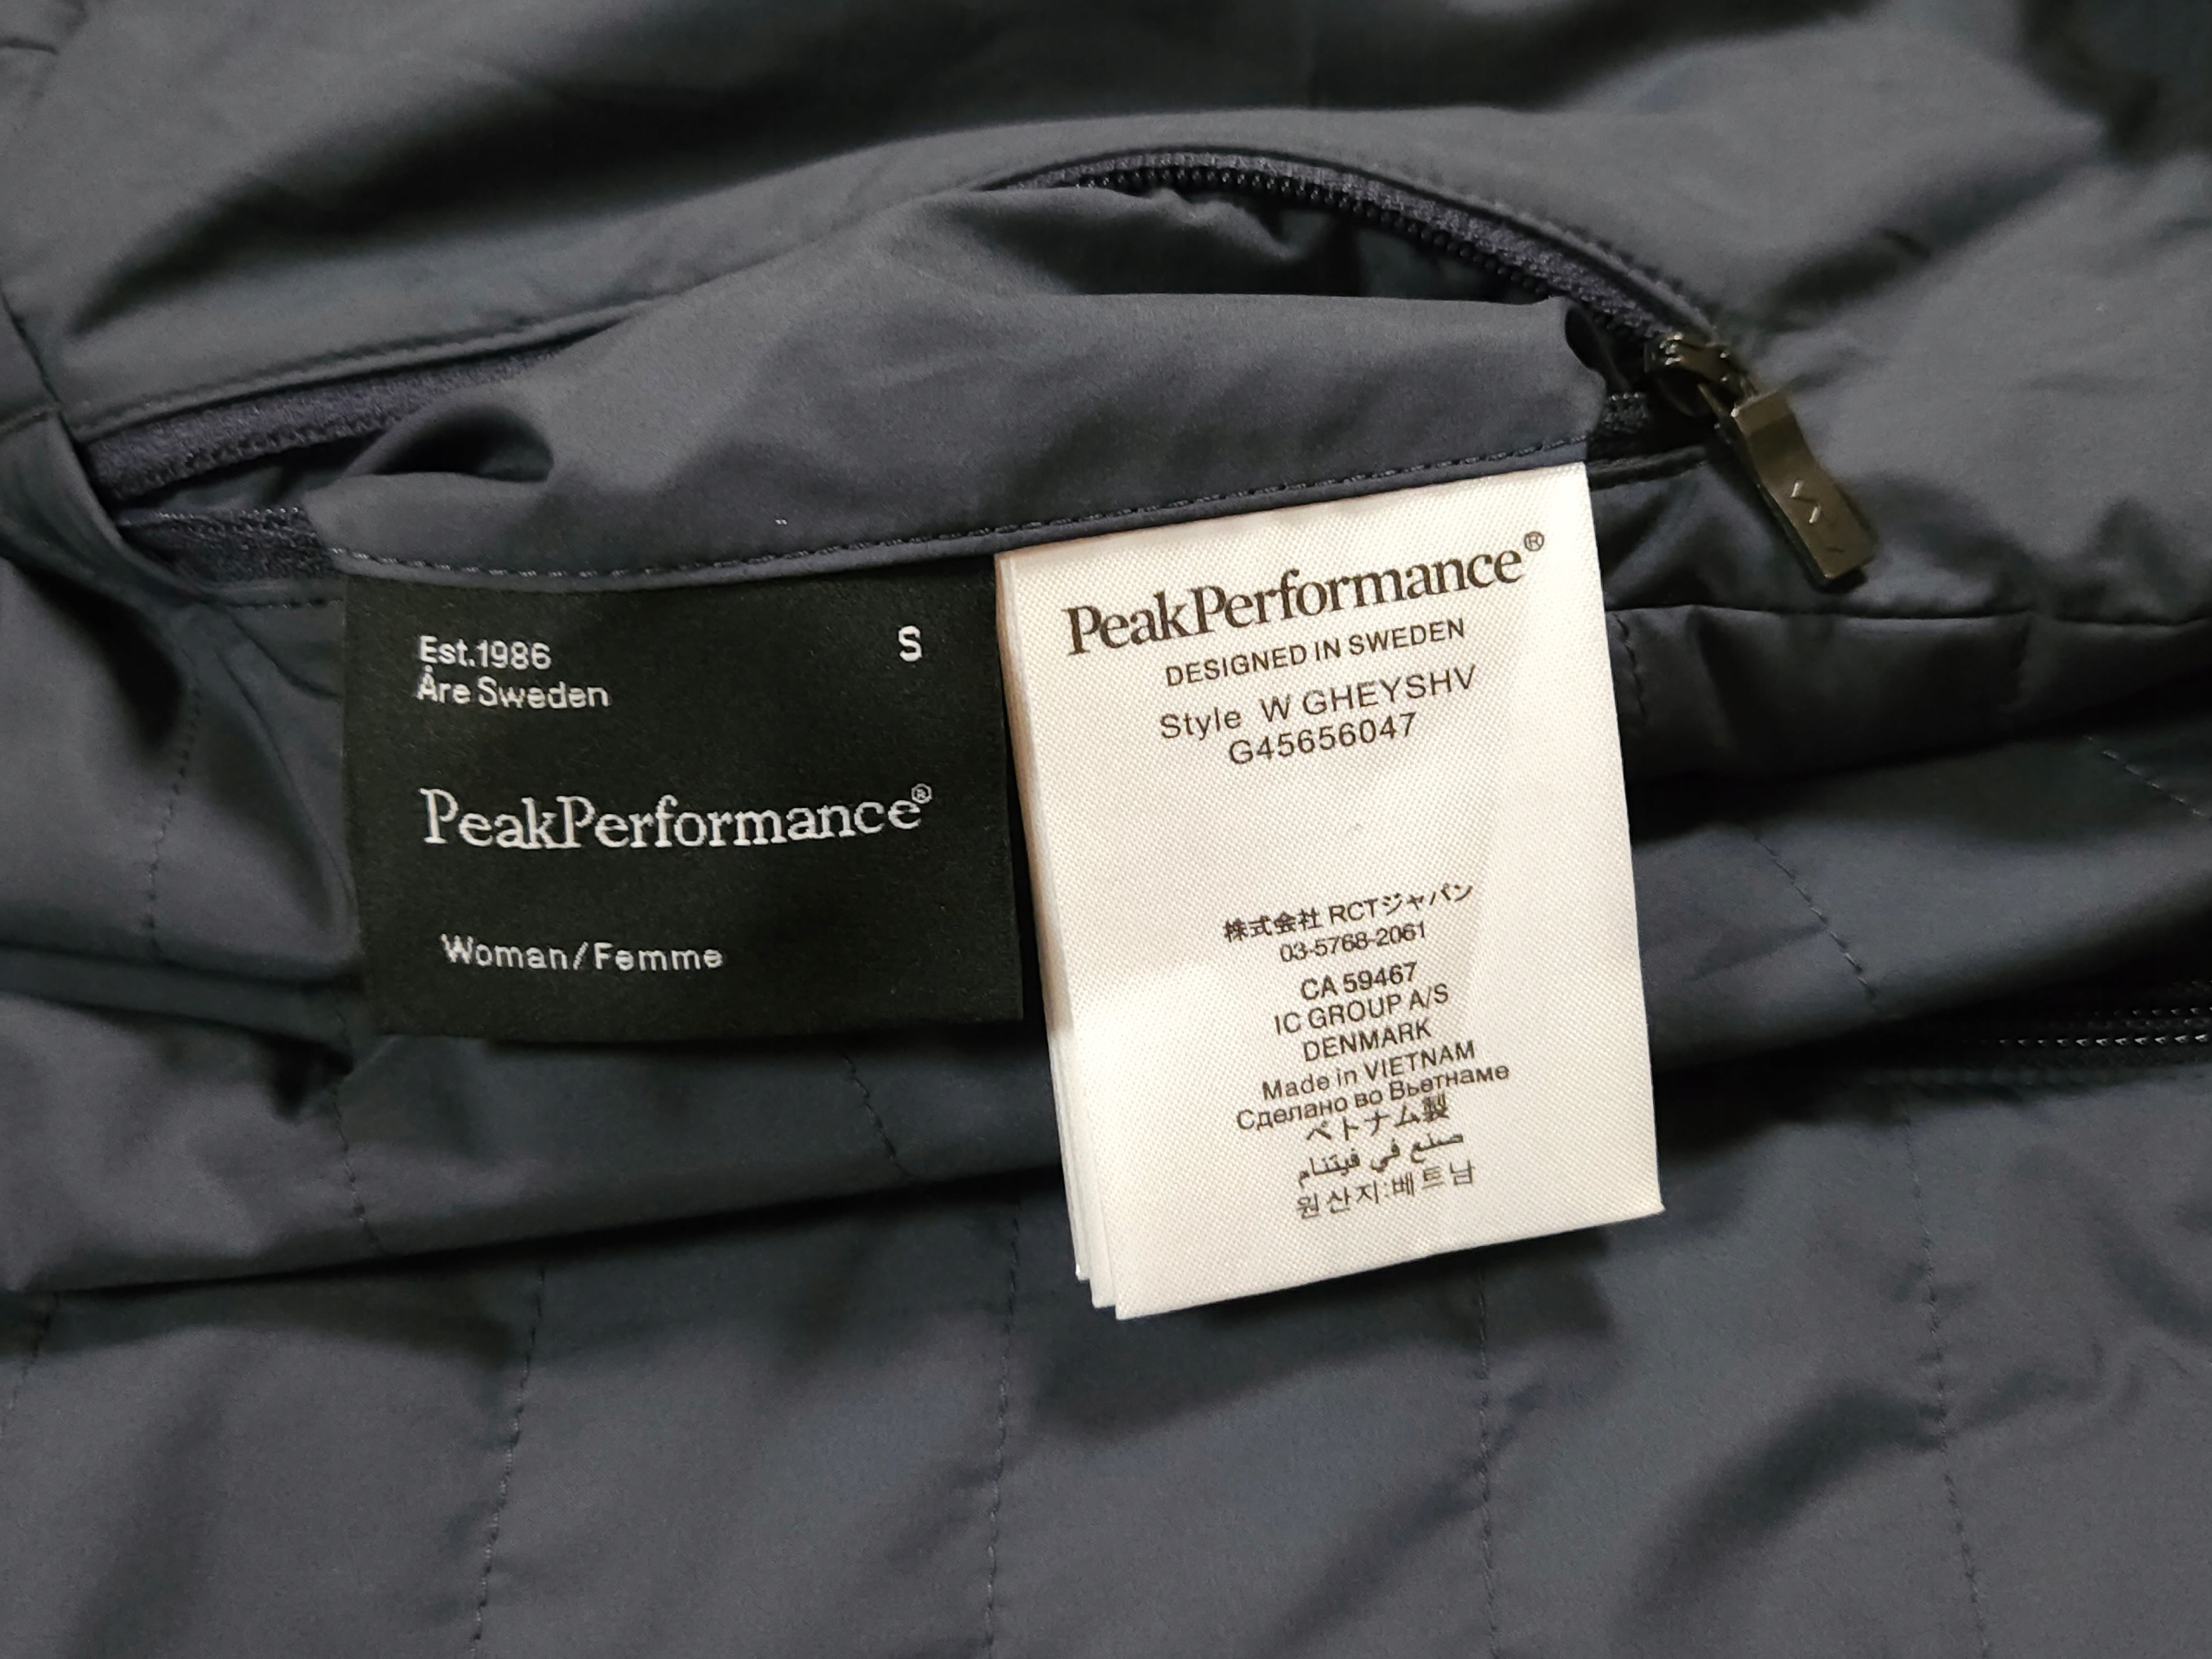 Est.1986 S
Åre Sweden
PeakPerformance®
Woman/Femme
PeakPerformance®
DESIGNED IN SWEDEN
Style W GHEYSHV
G45656047
株式会社 RCTジャパン
03-5768-2061
CA 59467
IC GROUP A/S
DENMARK
Made in VIETNAM
Сделано во Вьетнаме
ベトナム製
صنع في فيتنام
원산지:베트남